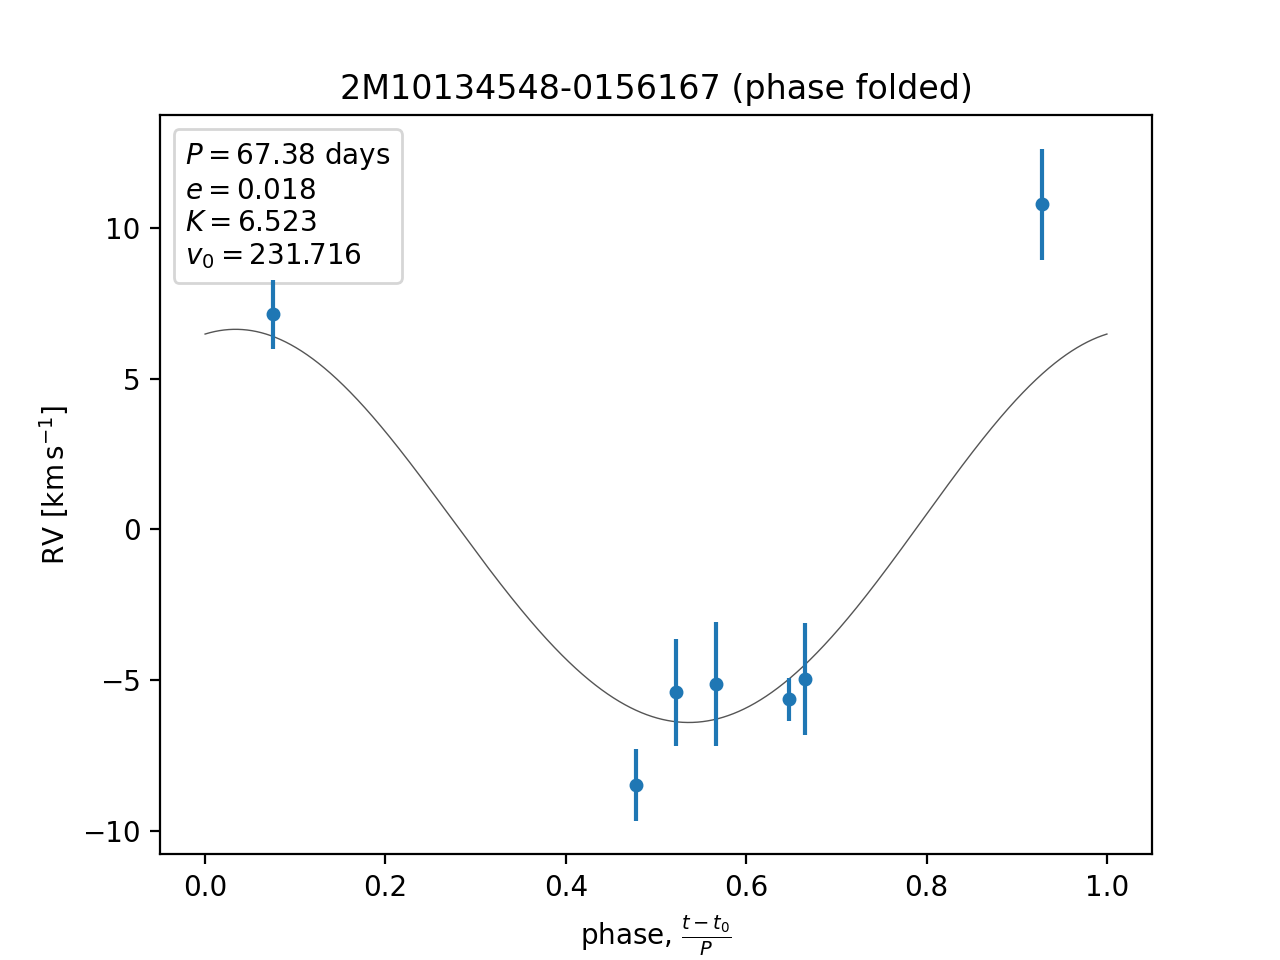 2M10134548-0156167 (phase folded)
P = 67.38 days
e = 0.018
K = 6.523
v₀ = 231.716
10
5
0
−5
−10
RV [km s⁻¹]
0.0 0.2 0.4 0.6 0.8 1.0
phase, (t − t₀)/P